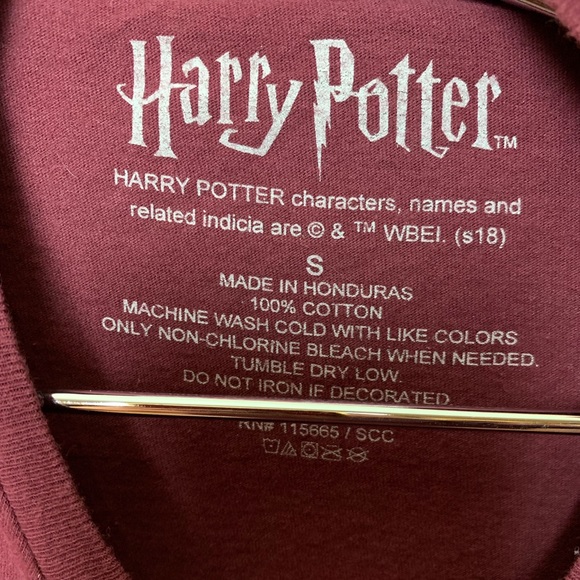 Harry Potter™
HARRY POTTER characters, names and
related indicia are © & ™ WBEI. (s18)
S
MADE IN HONDURAS
100% COTTON
MACHINE WASH COLD WITH LIKE COLORS
ONLY NON-CHLORINE BLEACH WHEN NEEDED.
TUMBLE DRY LOW.
DO NOT IRON IF DECORATED
RN# 115665 / SCC